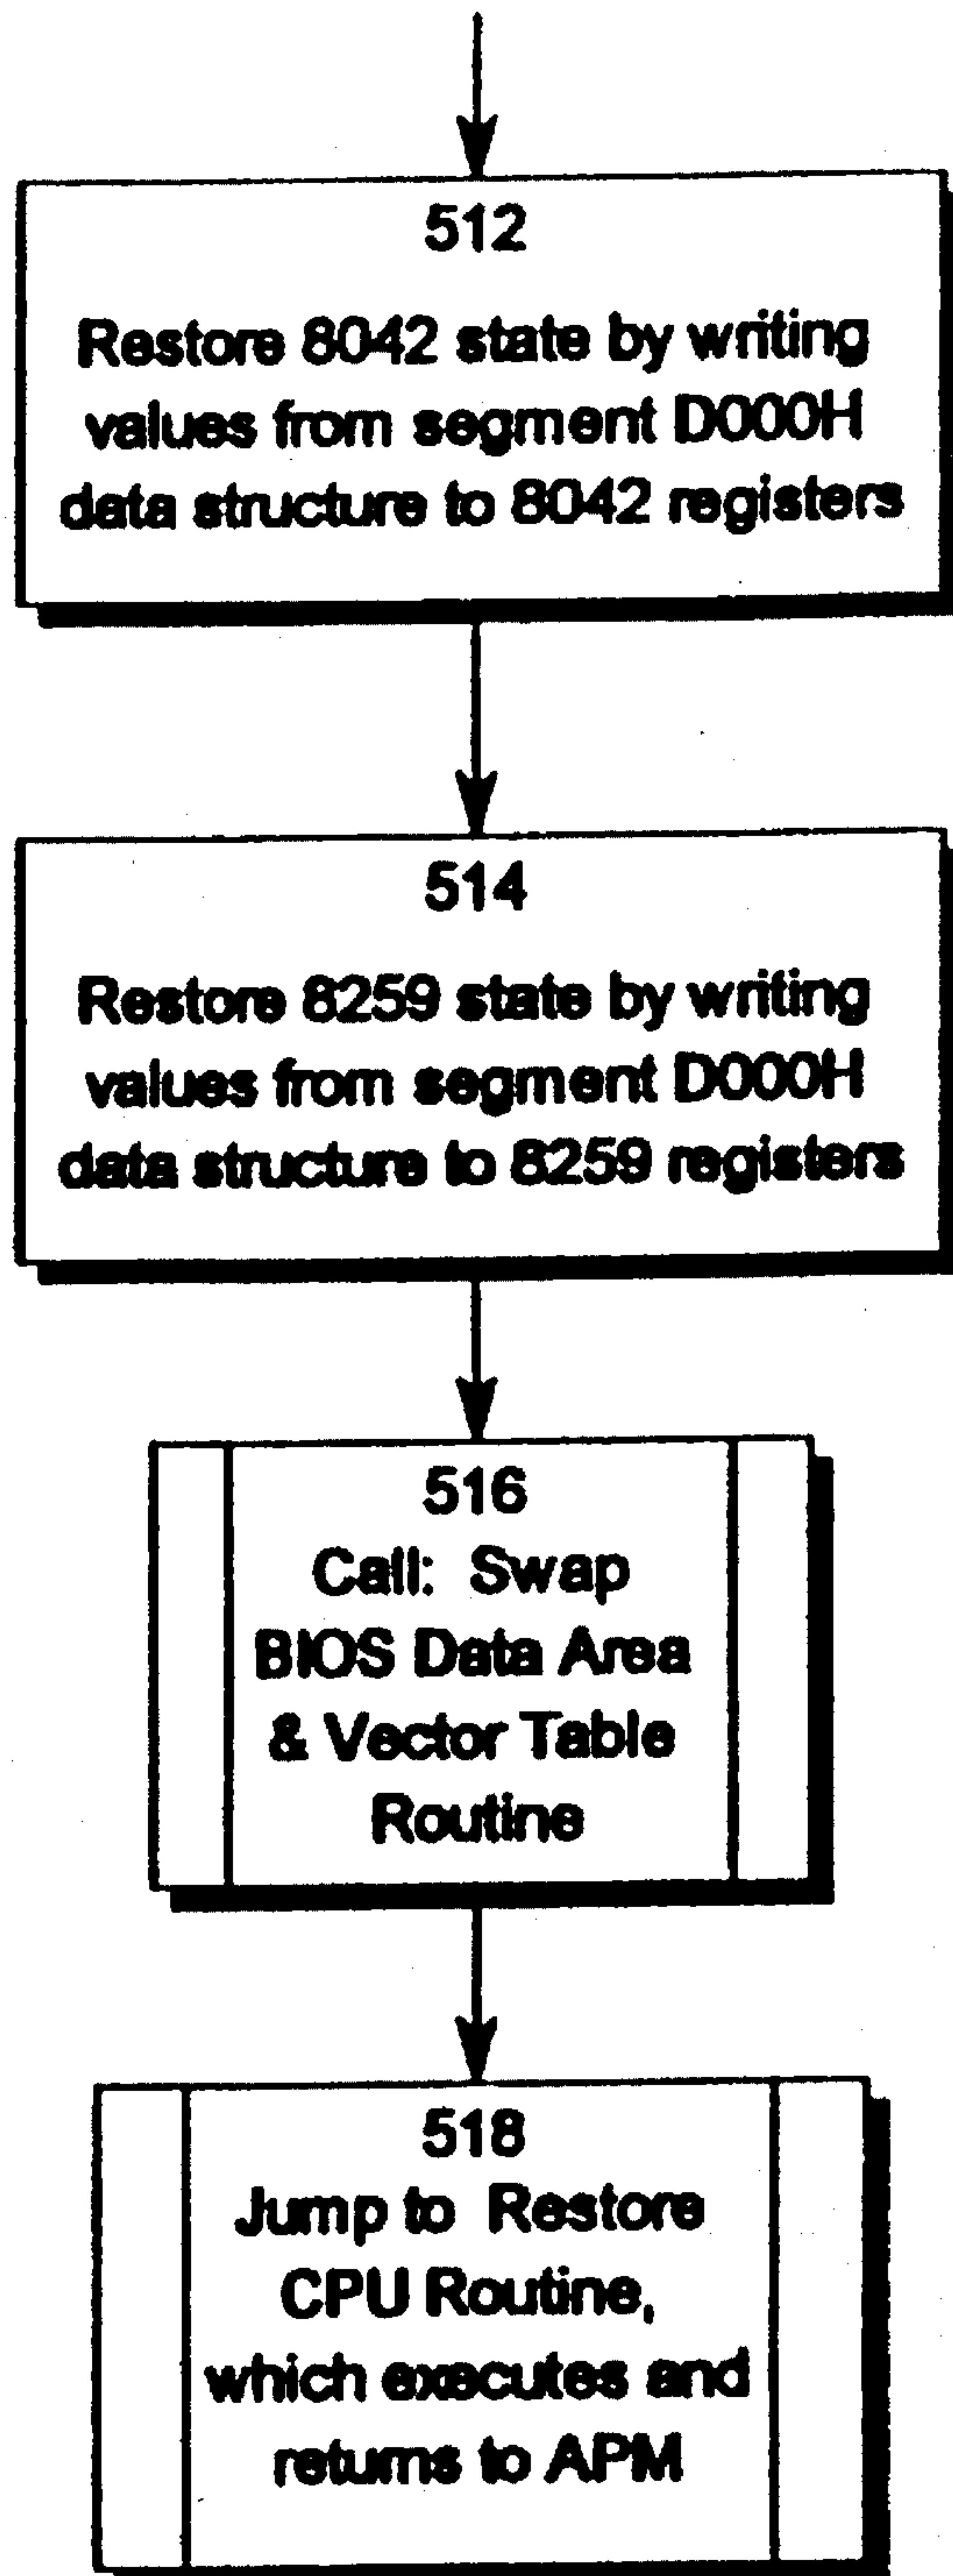 512
Restore 8042 state by writing
values from segment D000H
data structure to 8042 registers
514
Restore 8259 state by writing
values from segment D000H
data structure to 8259 registers
516
Call: Swap
BIOS Data Area
& Vector Table
Routine
518
Jump to Restore
CPU Routine,
which executes and
returns to APM